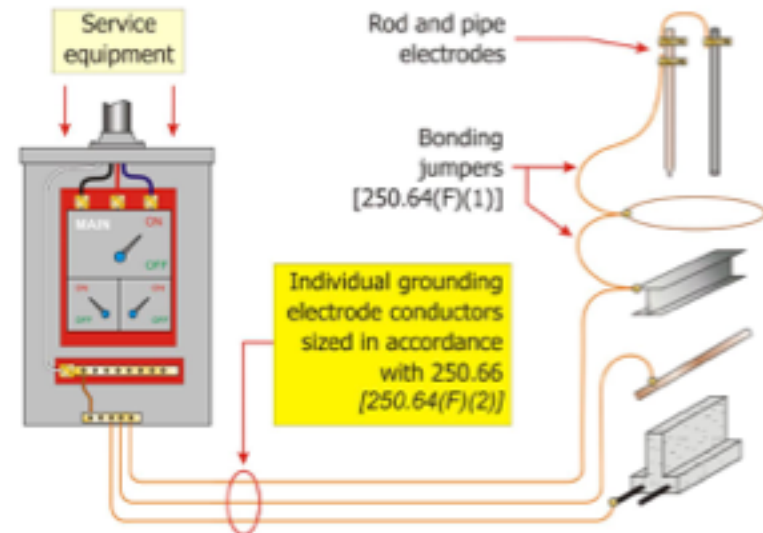 Service
equipment
Rod and pipe
electrodes
Bonding
jumpers
[250.64(F)(1)]
MAIN
ON
OFF
ON
OFF
ON
OFF
Individual grounding
electrode conductors
sized in accordance
with 250.66
[250.64(F)(2)]